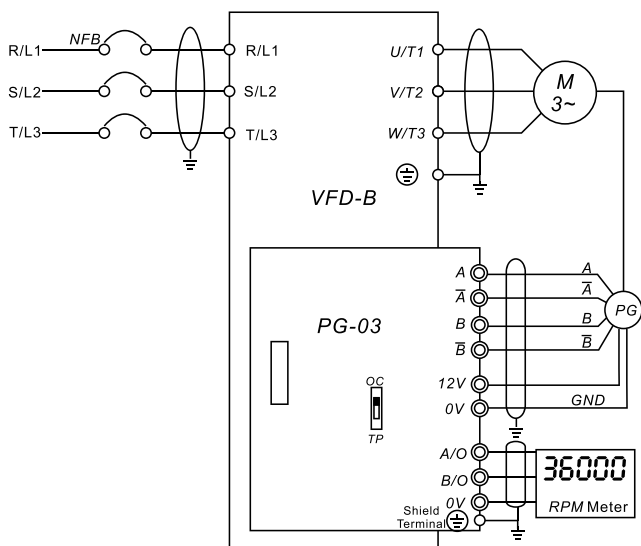 NFB
R/L1
R/L1
U/T1
S/L2
S/L2
V/T2
T/L3
T/L3
W/T3
M
3~
VFD-B
PG-03
A
A
A̅
A̅
B
B
B̅
B̅
PG
OC
TP
12V
0V
GND
A/O
B/O
0V
36000
RPM Meter
Shield
Terminal